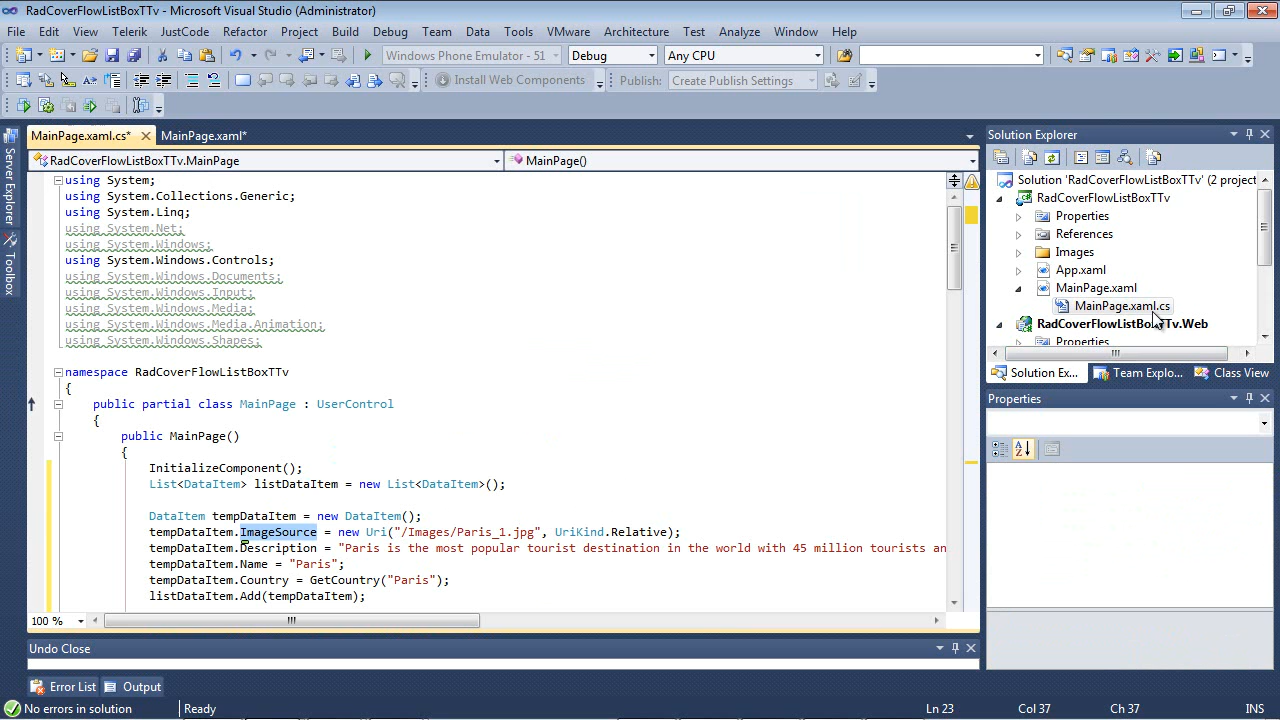 RadCoverFlowListBoxTTv - Microsoft Visual Studio (Administrator)
File Edit View Telerik JustCode Refactor Project Build Debug Team Data Tools VMware Architecture Test Analyze Window Help
Windows Phone Emulator - 51 Debug Any CPU
Install Web Components Publish: Create Publish Settings
MainPage.xaml.cs* MainPage.xaml*
RadCoverFlowListBoxTTv.MainPage MainPage()
Server Explorer
Toolbox
using System;
using System.Collections.Generic;
using System.Linq;
using System.Net;
using System.Windows;
using System.Windows.Controls;
using System.Windows.Documents;
using System.Windows.Input;
using System.Windows.Media;
using System.Windows.Media.Animation;
using System.Windows.Shapes;
namespace RadCoverFlowListBoxTTv
{
public partial class MainPage : UserControl
{
public MainPage()
{
InitializeComponent();
List<DataItem> listDataItem = new List<DataItem>();
DataItem tempDataItem = new DataItem();
tempDataItem.ImageSource = new Uri("/Images/Paris_1.jpg", UriKind.Relative);
tempDataItem.Description = "Paris is the most popular tourist destination in the world with 45 million tourists an
tempDataItem.Name = "Paris";
tempDataItem.Country = GetCountry("Paris");
listDataItem.Add(tempDataItem);
100 %
Undo Close
Error List Output
Solution Explorer
Solution 'RadCoverFlowListBoxTTv' (2 project
RadCoverFlowListBoxTTv
Properties
References
Images
App.xaml
MainPage.xaml
MainPage.xaml.cs
RadCoverFlowListBoxTTv.Web
Properties
Solution Ex... Team Explo... Class View
Properties
No errors in solution Ready Ln 23 Col 37 Ch 37 INS